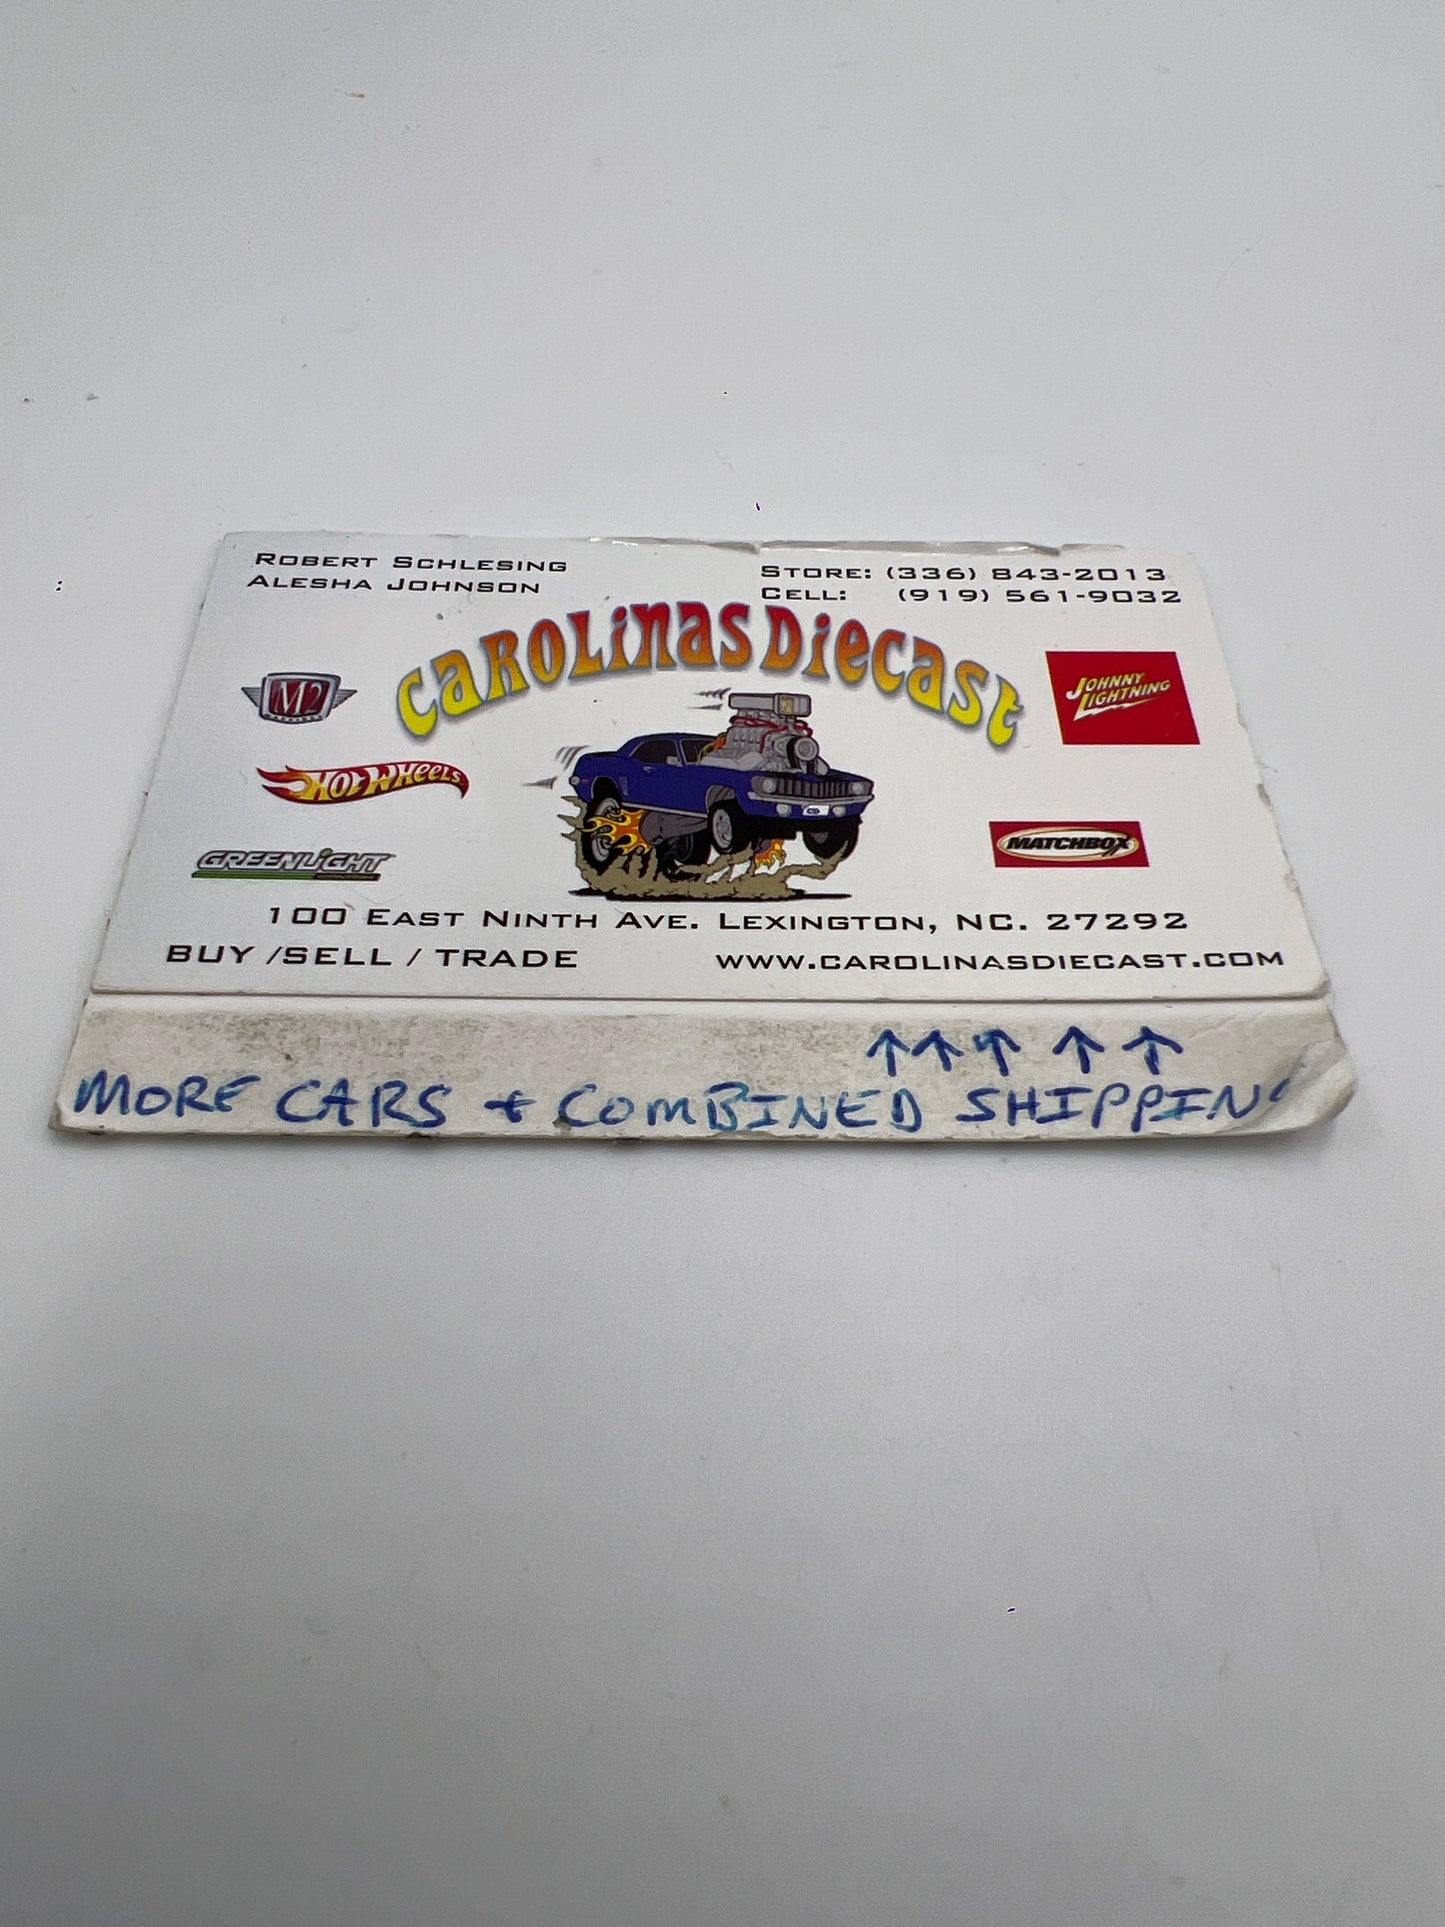 ROBERT SCHLESING
ALESHA JOHNSON
STORE: (336) 843-2013
CELL: (919) 561-9032
CAROLINAS DIECAST
M2
JOHNNY LIGHTNING
HOT WHEELS
MATCHBOX
GREENLIGHT
100 EAST NINTH AVE. LEXINGTON, NC. 27292
BUY /SELL / TRADE
WWW.CAROLINASDIECAST.COM
↑↑↑ ↑ ↑
MORE CARS + COMBINED SHIPPING